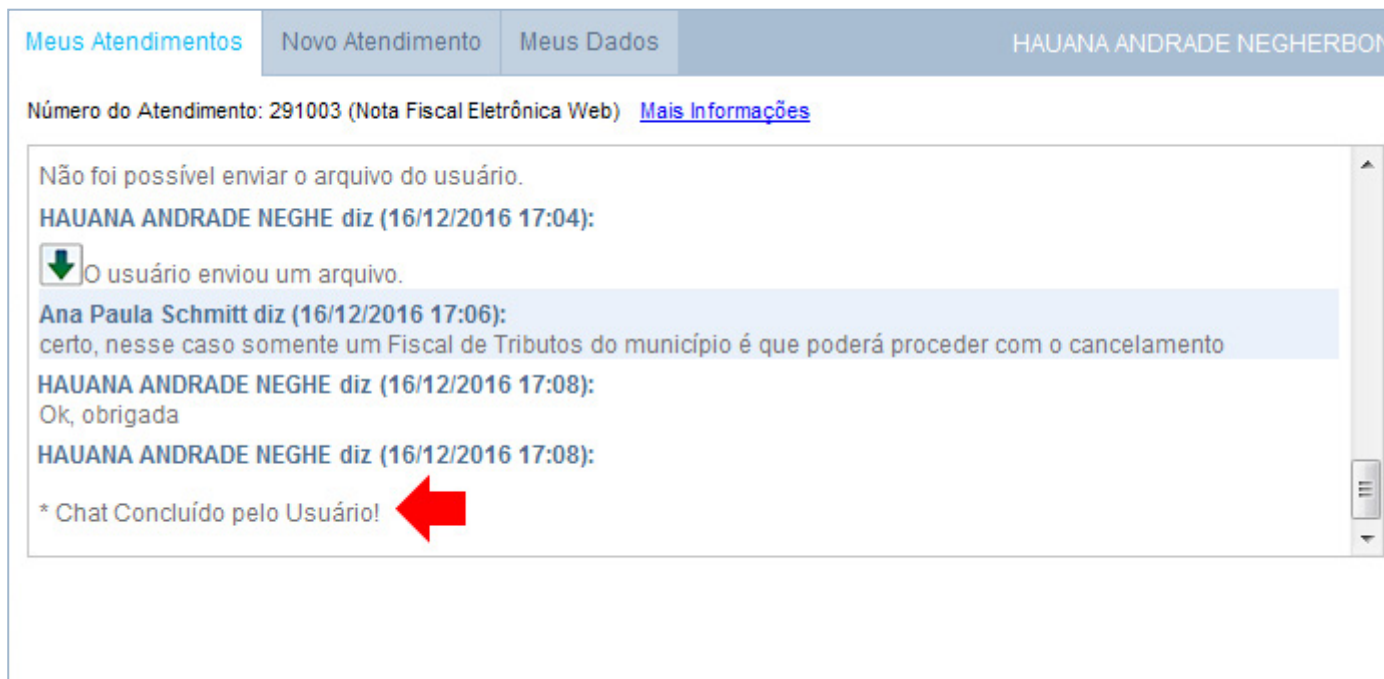 Meus Atendimentos Novo Atendimento Meus Dados HAUANA ANDRADE NEGHERBON
Número do Atendimento: 291003 (Nota Fiscal Eletrônica Web) Mais Informações
Não foi possível enviar o arquivo do usuário.
HAUANA ANDRADE NEGHE diz (16/12/2016 17:04):
O usuário enviou um arquivo.
Ana Paula Schmitt diz (16/12/2016 17:06):
certo, nesse caso somente um Fiscal de Tributos do município é que poderá proceder com o cancelamento
HAUANA ANDRADE NEGHE diz (16/12/2016 17:08):
Ok, obrigada
HAUANA ANDRADE NEGHE diz (16/12/2016 17:08):
* Chat Concluído pelo Usuário!